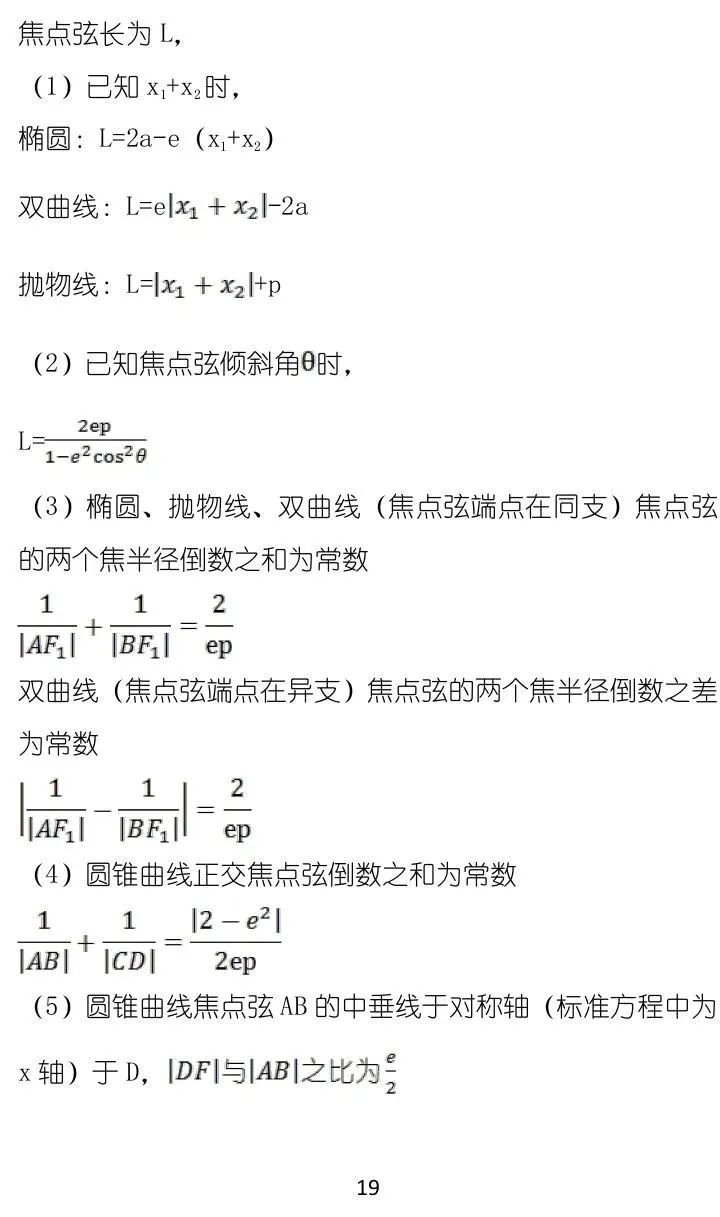 焦点弦长为 L，
（1）已知 x₁+x₂时，
椭圆：L=2a-e（x₁+x₂）
双曲线：L=e|x₁ + x₂|-2a
抛物线：L=|x₁ + x₂|+p
（2）已知焦点弦倾斜角θ时，
L=2ep/(1−e²cos²θ)
（3）椭圆、抛物线、双曲线（焦点弦端点在同支）焦点弦
的两个焦半径倒数之和为常数
1/|AF₁| + 1/|BF₁| = 2/ep
双曲线（焦点弦端点在异支）焦点弦的两个焦半径倒数之差
为常数
|1/|AF₁| − 1/|BF₁|| = 2/ep
（4）圆锥曲线正交焦点弦倒数之和为常数
1/|AB| + 1/|CD| = |2 − e²|/2ep
（5）圆锥曲线焦点弦 AB 的中垂线于对称轴（标准方程中为
x 轴）于 D，|DF|与|AB|之比为 e/2
19